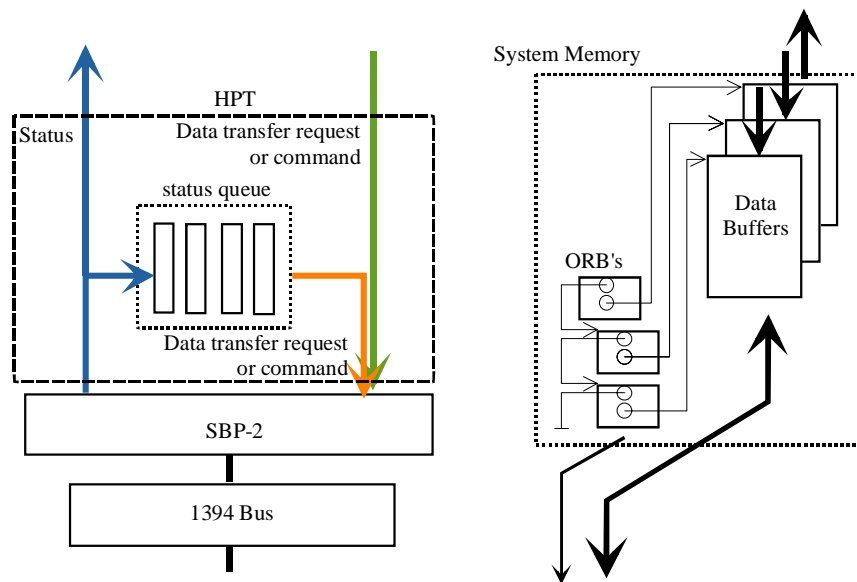 HPT
Status
Data transfer request
or command
status queue
Data transfer request
or command
SBP-2
1394 Bus
System Memory
Data
Buffers
ORB's